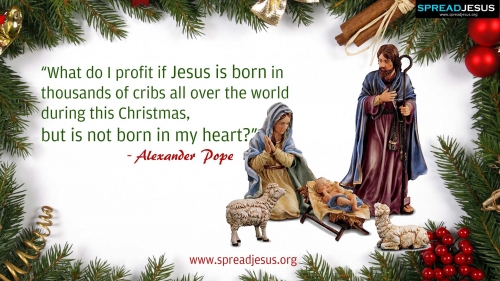 SPREADJESUS
www.spreadjesus.org
“What do I profit if Jesus is born in
thousands of cribs all over the world
during this Christmas,
but is not born in my heart?”
- Alexander Pope
www.spreadjesus.org